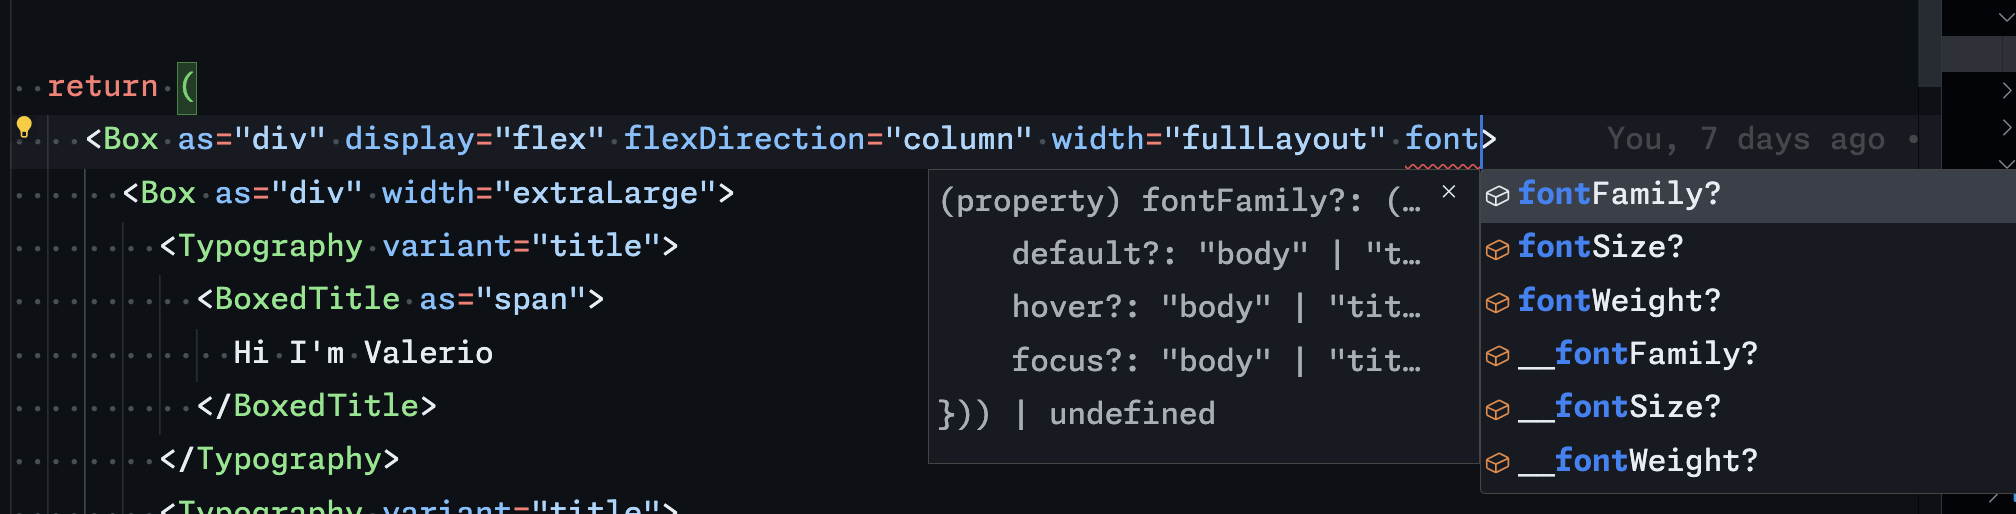 return (
<Box as="div" display="flex" flexDirection="column" width="fullLayout" font>
You, 7 days ago •
<Box as="div" width="extraLarge">
<Typography variant="title">
<BoxedTitle as="span">
Hi I'm Valerio
</BoxedTitle>
</Typography>
<Typography variant="title">
(property) fontFamily?: (…
default?: "body" | "t…
hover?: "body" | "tit…
focus?: "body" | "tit…
})) | undefined
fontFamily?
fontSize?
fontWeight?
__fontFamily?
__fontSize?
__fontWeight?